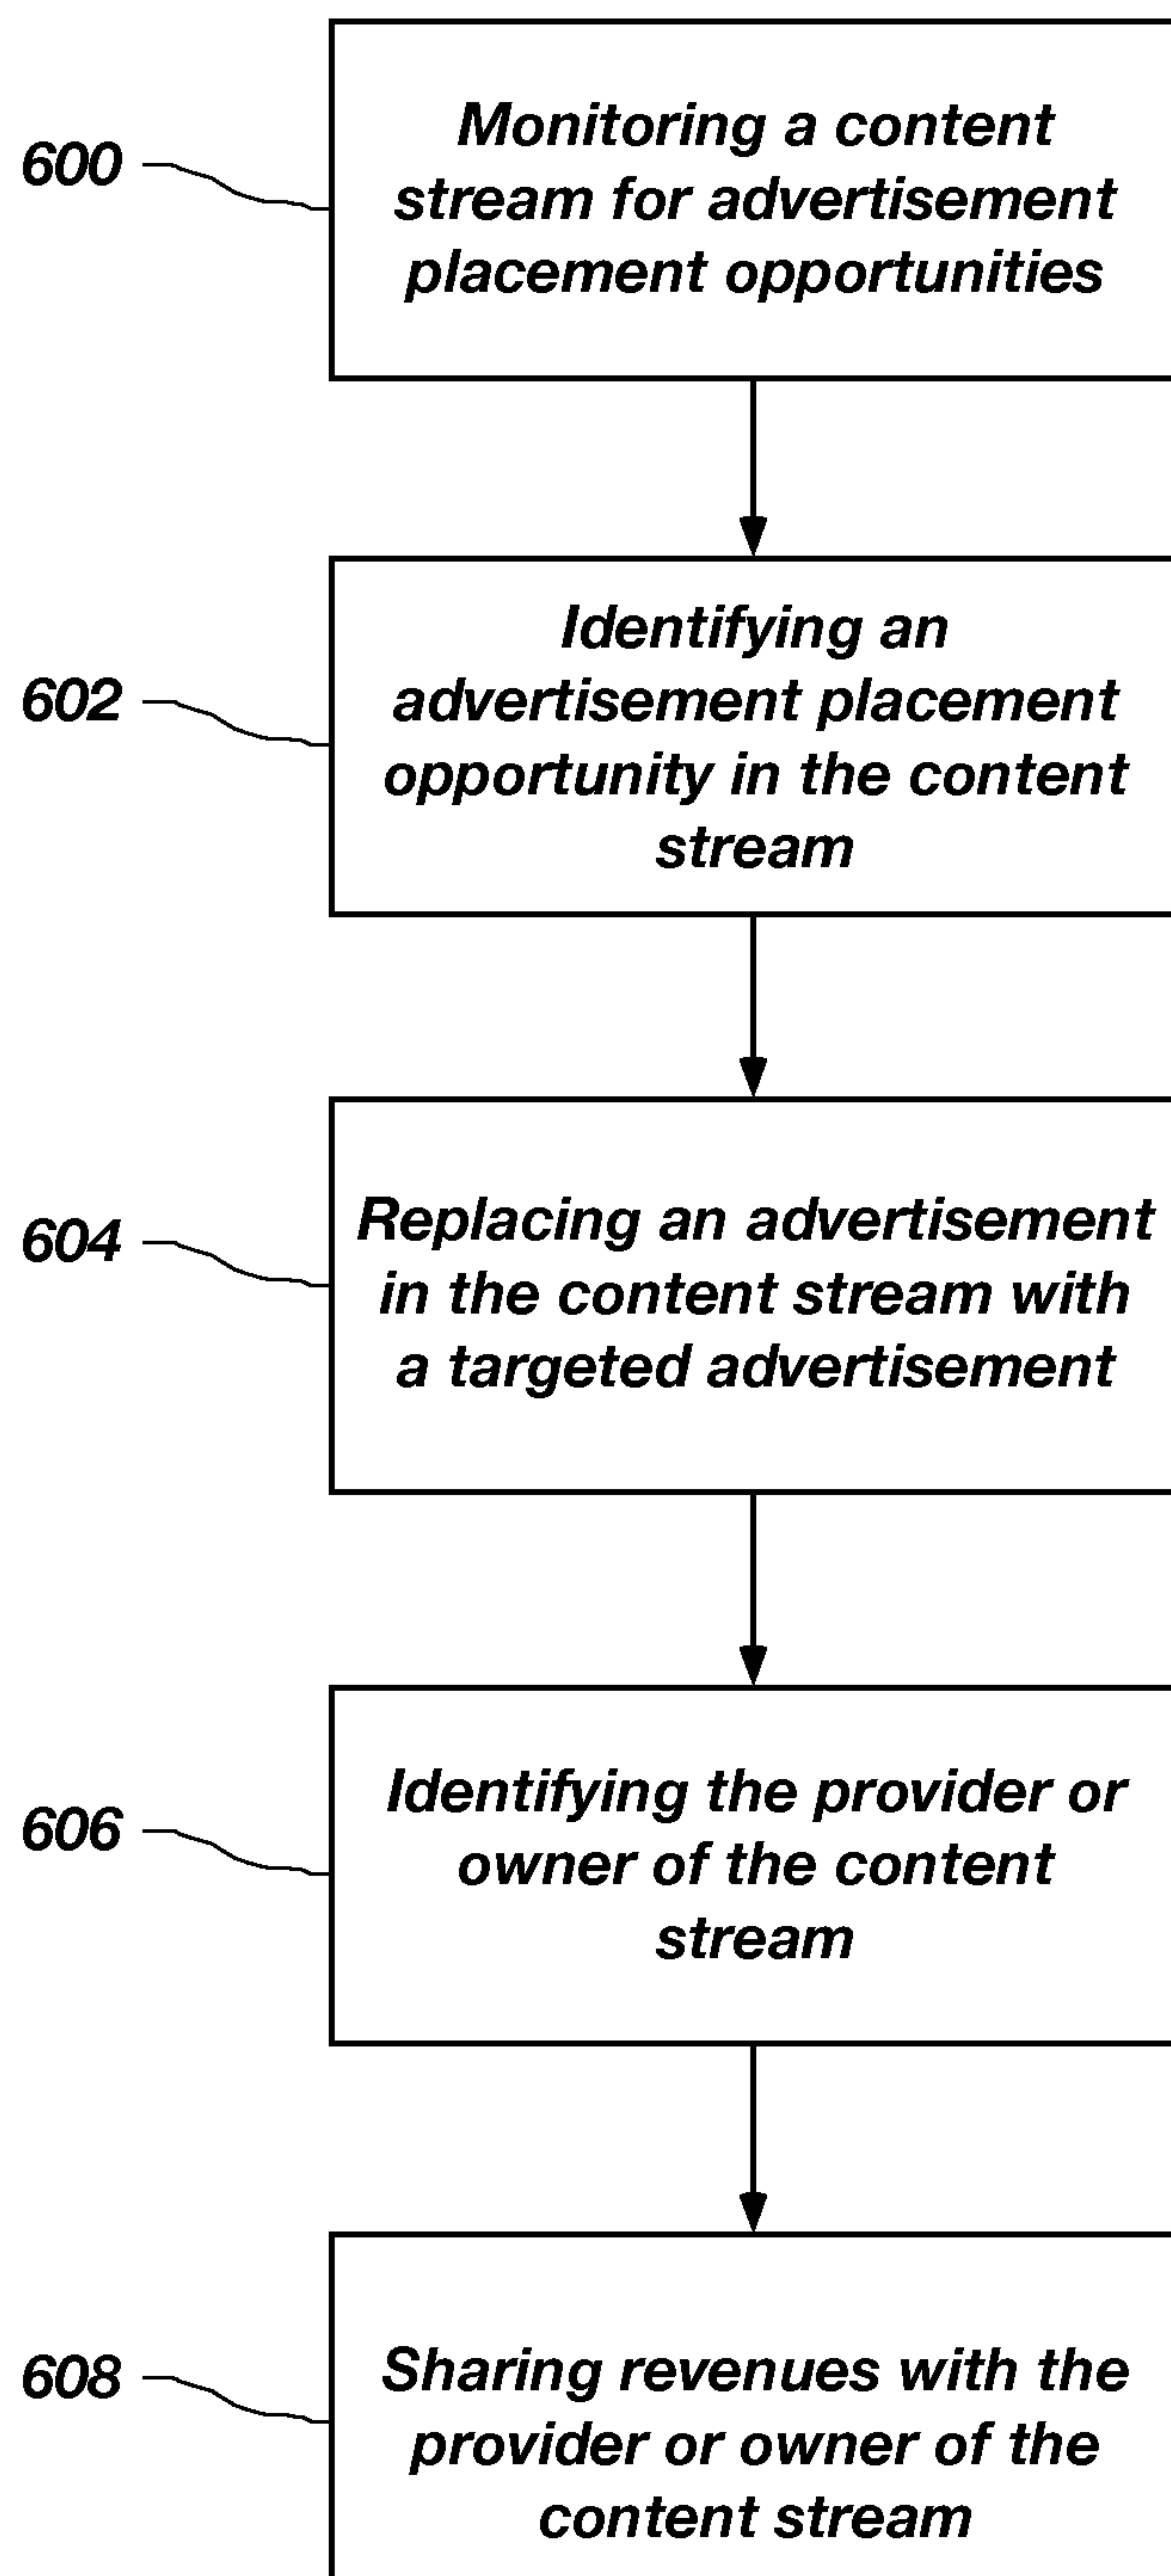 600
Monitoring a content
stream for advertisement
placement opportunities
602
Identifying an
advertisement placement
opportunity in the content
stream
604
Replacing an advertisement
in the content stream with
a targeted advertisement
606
Identifying the provider or
owner of the content
stream
608
Sharing revenues with the
provider or owner of the
content stream